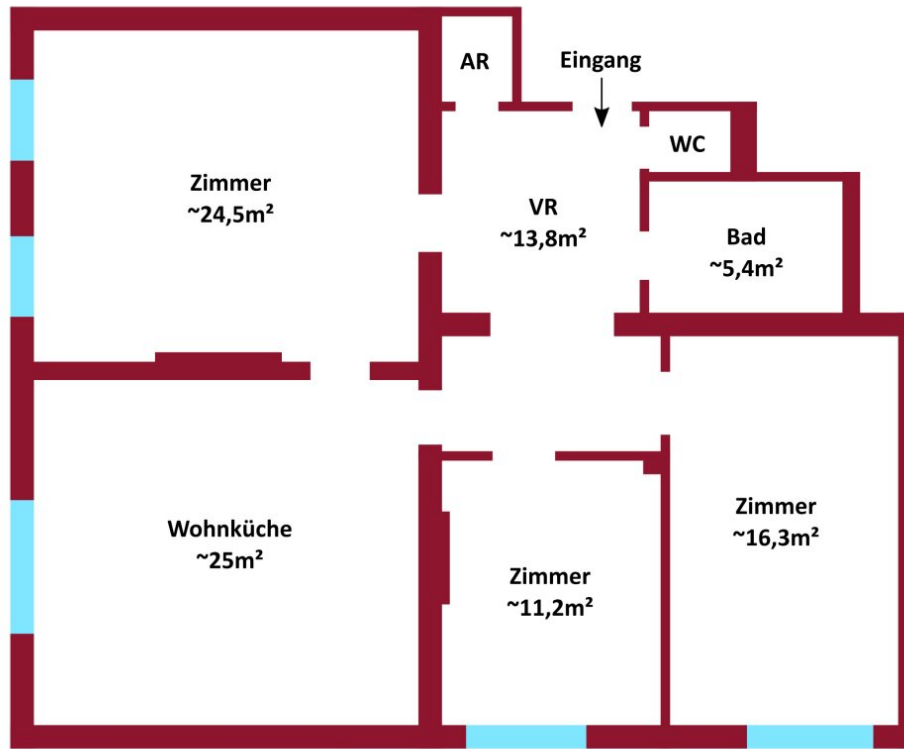 AR
Eingang
WC
Zimmer
~24,5m²
VR
~13,8m²
Bad
~5,4m²
Wohnküche
~25m²
Zimmer
~11,2m²
Zimmer
~16,3m²